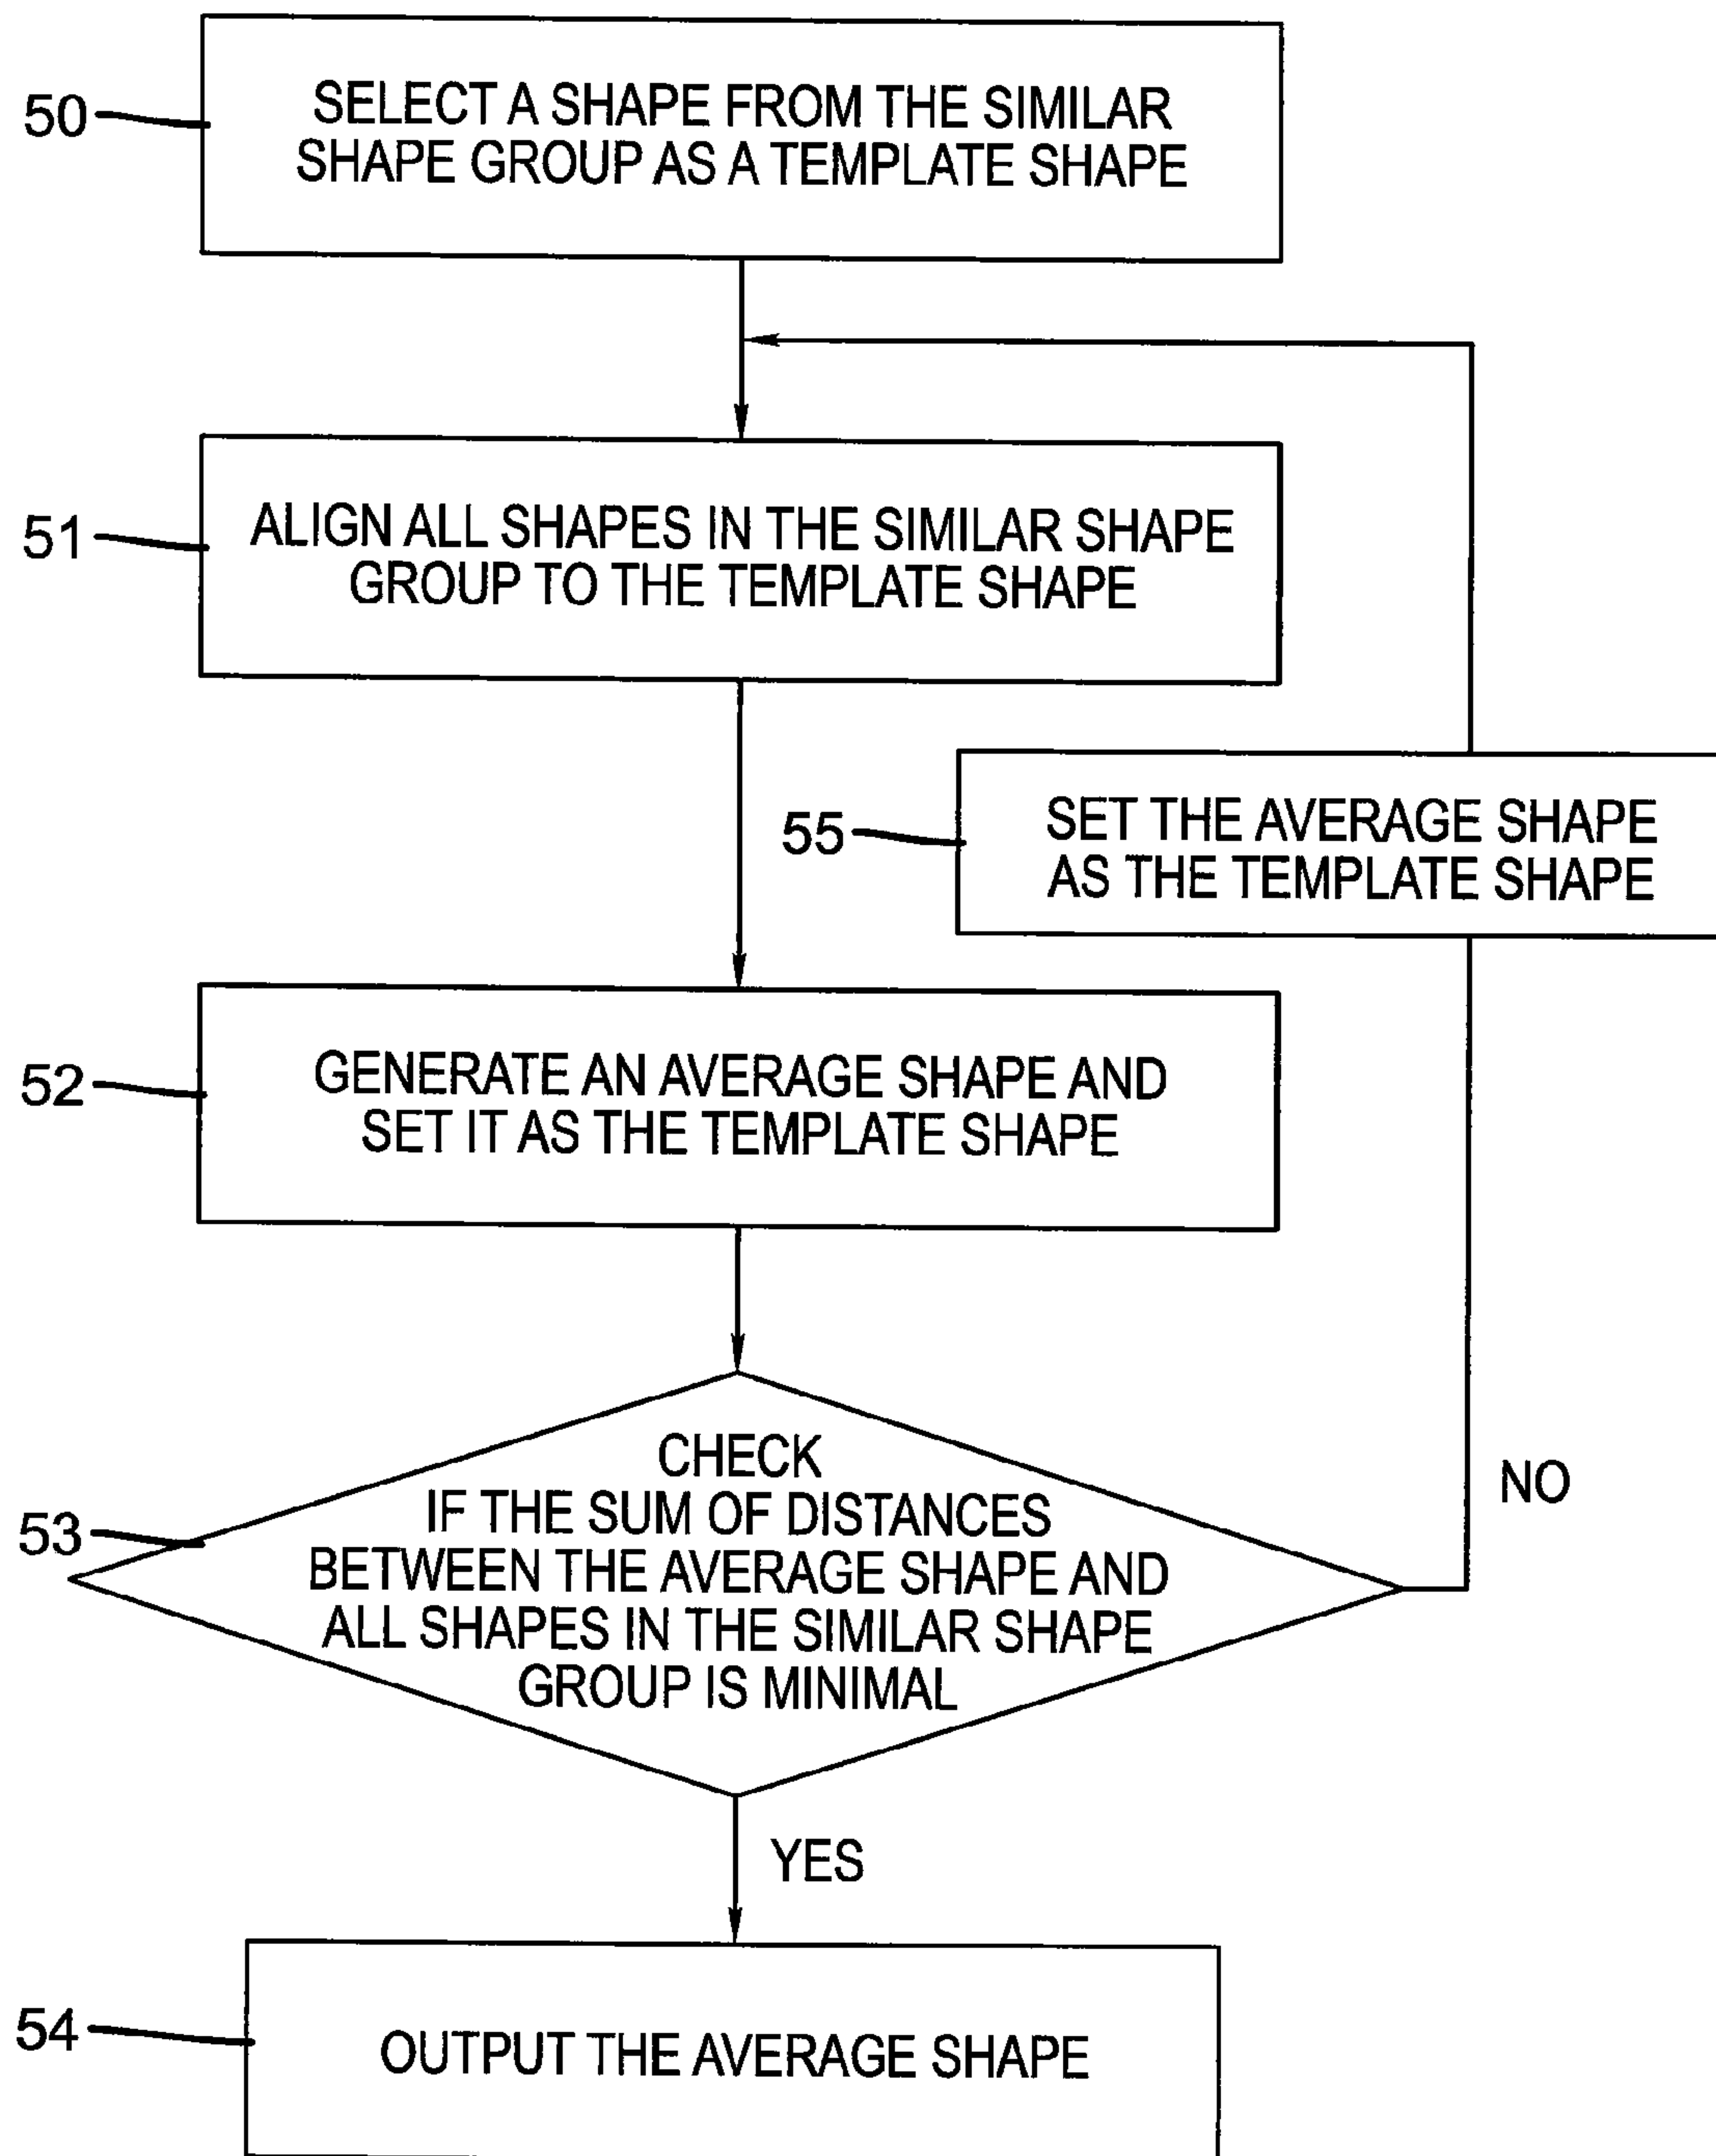 50
SELECT A SHAPE FROM THE SIMILAR
SHAPE GROUP AS A TEMPLATE SHAPE
51
ALIGN ALL SHAPES IN THE SIMILAR SHAPE
GROUP TO THE TEMPLATE SHAPE
55
SET THE AVERAGE SHAPE
AS THE TEMPLATE SHAPE
52
GENERATE AN AVERAGE SHAPE AND
SET IT AS THE TEMPLATE SHAPE
53
CHECK
IF THE SUM OF DISTANCES
BETWEEN THE AVERAGE SHAPE AND
ALL SHAPES IN THE SIMILAR SHAPE
GROUP IS MINIMAL
NO
YES
54
OUTPUT THE AVERAGE SHAPE